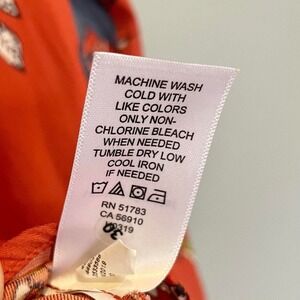 MACHINE WASH
COLD WITH
LIKE COLORS
ONLY NON-
CHLORINE BLEACH
WHEN NEEDED
TUMBLE DRY LOW
COOL IRON
IF NEEDED
RN 51783
CA 56910